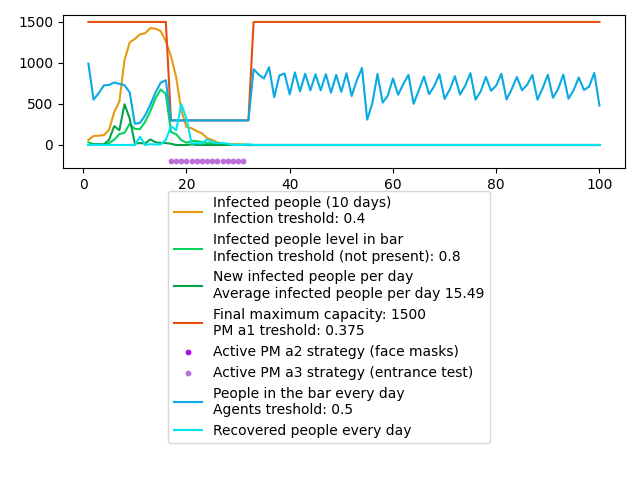 1500
1000
500
0
0 20 40 60 80 100
Infected people (10 days)
Infection treshold: 0.4
Infected people level in bar
Infection treshold (not present): 0.8
New infected people per day
Average infected people per day 15.49
Final maximum capacity: 1500
PM a1 treshold: 0.375
Active PM a2 strategy (face masks)
Active PM a3 strategy (entrance test)
People in the bar every day
Agents treshold: 0.5
Recovered people every day